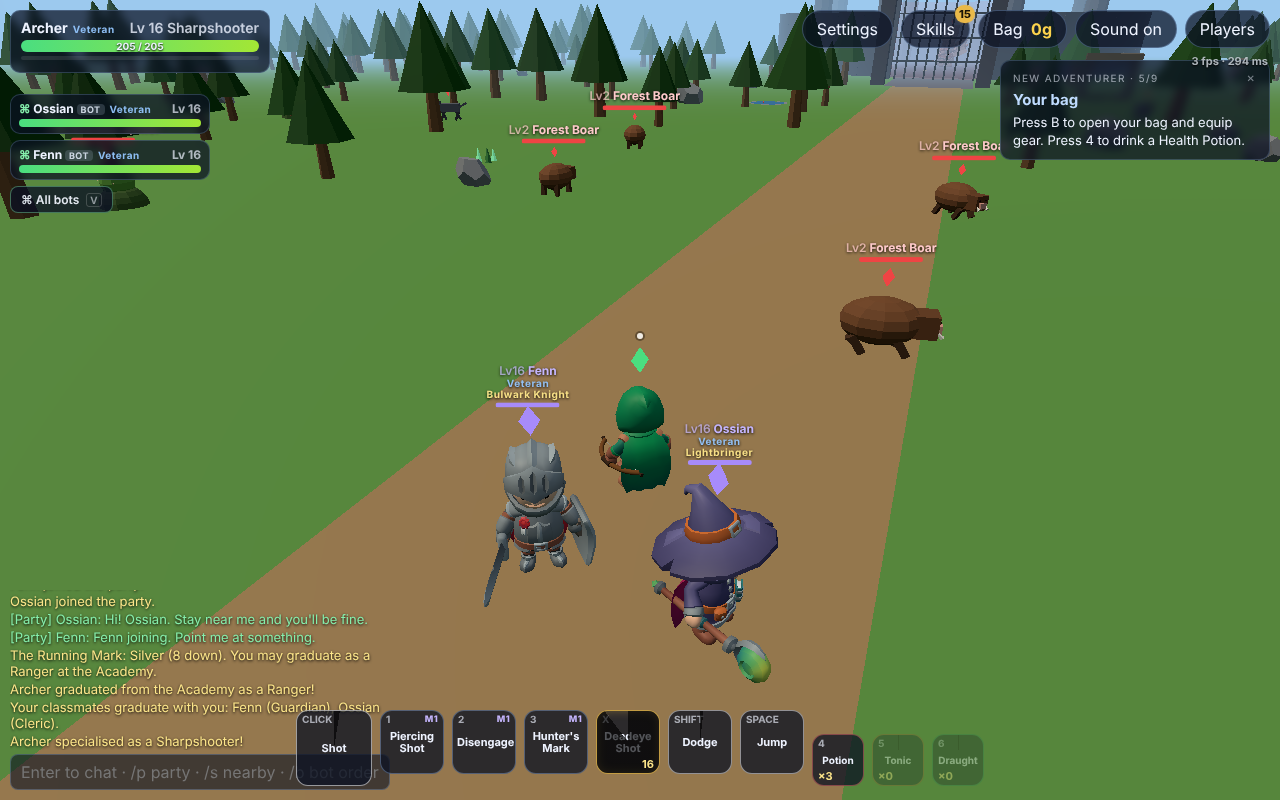 Archer Veteran Lv 16 Sharpshooter
205 / 205
⌘ Ossian BOT Veteran Lv 16
⌘ Fenn BOT Veteran Lv 16
⌘ All bots V
Settings
Skills
15
Bag 0g
Sound on
Players
3 fps · 294 ms
NEW ADVENTURER · 5/9 ×
Your bag
Press B to open your bag and equip
gear. Press 4 to drink a Health Potion.
Lv2 Forest Boar
Lv2 Forest Boar
Lv2 Forest Boa
Lv2 Forest Boar
Lv16 Fenn
Veteran
Bulwark Knight
Lv16 Ossian
Veteran
Lightbringer
Ossian joined the party.
[Party] Ossian: Hi! Ossian. Stay near me and you'll be fine.
[Party] Fenn: Fenn joining. Point me at something.
The Running Mark: Silver (8 down). You may graduate as a
Ranger at the Academy.
Archer graduated from the Academy as a Ranger!
Your classmates graduate with you: Fenn (Guardian), Ossian
(Cleric).
Archer specialised as a Sharpshooter!
Enter to chat · /p party · /s nearby · /b bot order
CLICK
Shot
1 M1
Piercing
Shot
2 M1
Disengage
3 M1
Hunter's
Mark
X
Deadeye
Shot
16
SHIFT
Dodge
SPACE
Jump
4
Potion
×3
5
Tonic
×0
6
Draught
×0